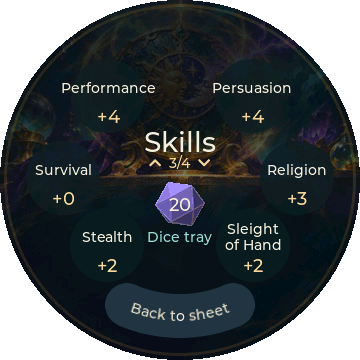 Performance
+4
Persuasion
+4
Skills
3/4
Survival
+0
Religion
+3
20
Dice tray
Stealth
+2
Sleight
of Hand
+2
Back to sheet